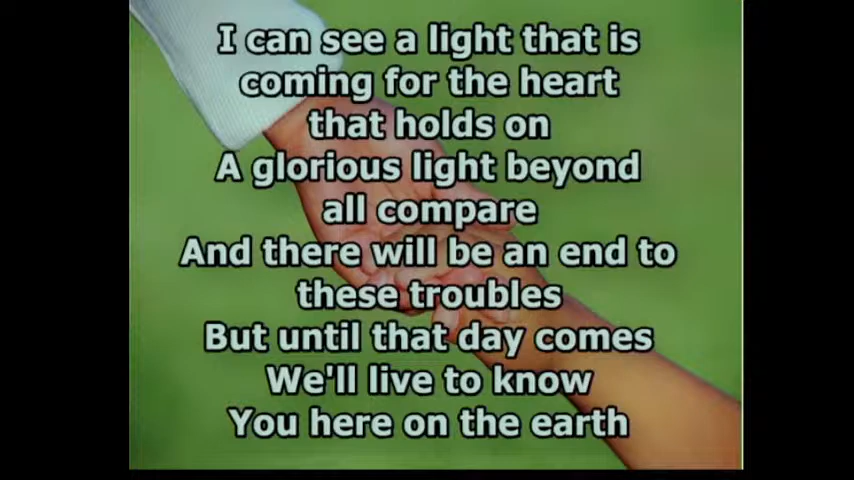 I can see a light that is
coming for the heart
that holds on
A glorious light beyond
all compare
And there will be an end to
these troubles
But until that day comes
We'll live to know
You here on the earth